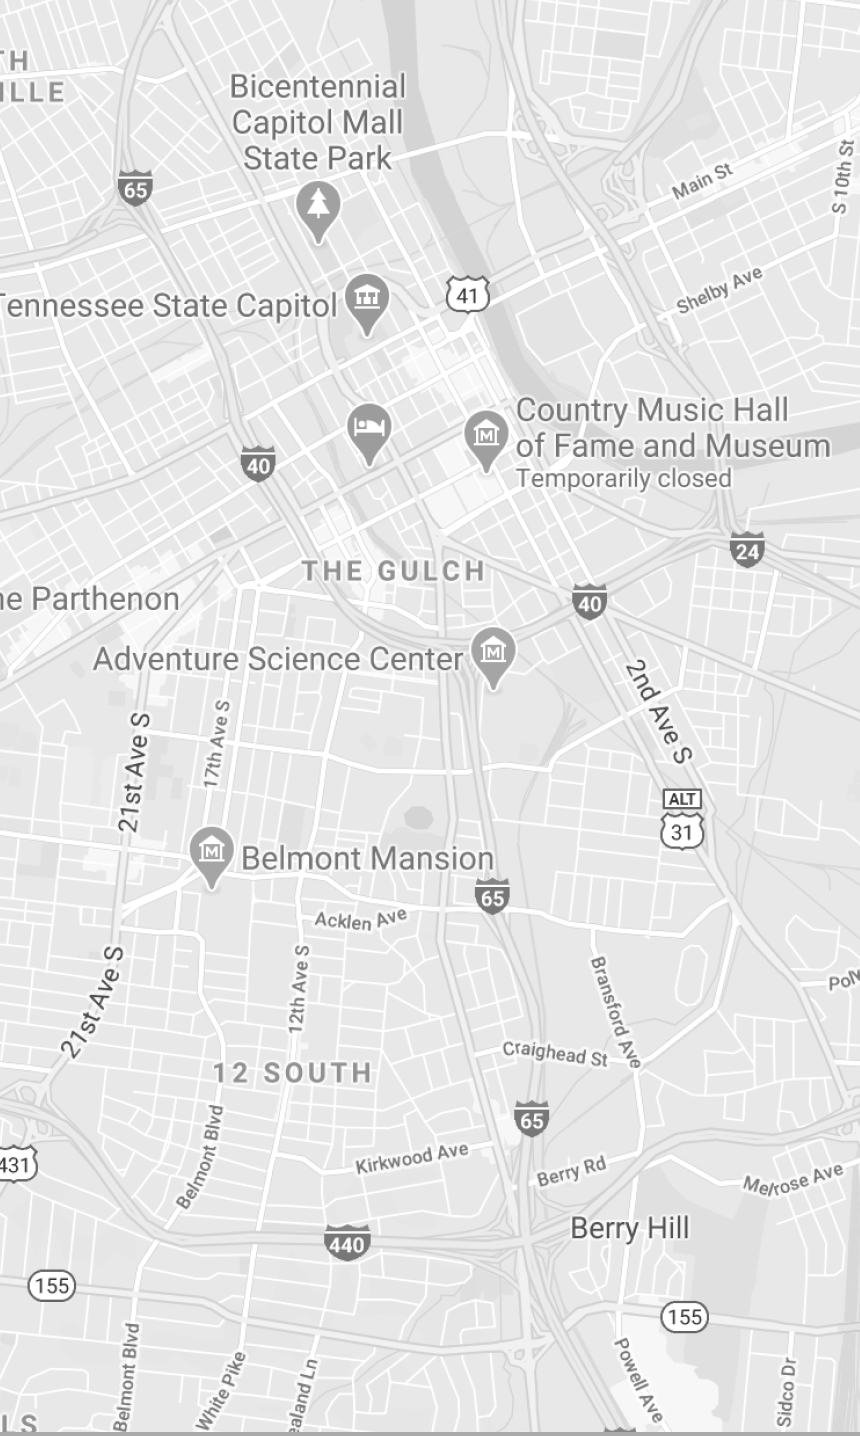 TH
ILLE
Bicentennial
Capitol Mall
State Park
65
Main St
S 10th St
41
Tennessee State Capitol
Shelby Ave
Country Music Hall
of Fame and Museum
Temporarily closed
40
24
THE GULCH
he Parthenon
40
Adventure Science Center
2nd Ave S
17th Ave S
21st Ave S
ALT
31
Belmont Mansion
65
Acklen Ave
12th Ave S
21st Ave S
Bransford Ave
Craighead St
12 SOUTH
65
Belmont Blvd
431
Kirkwood Ave
Berry Rd
Melrose Ave
Berry Hill
440
155
155
Belmont Blvd
White Pike
ealand Ln
Powell Ave
Sidco Dr
LS